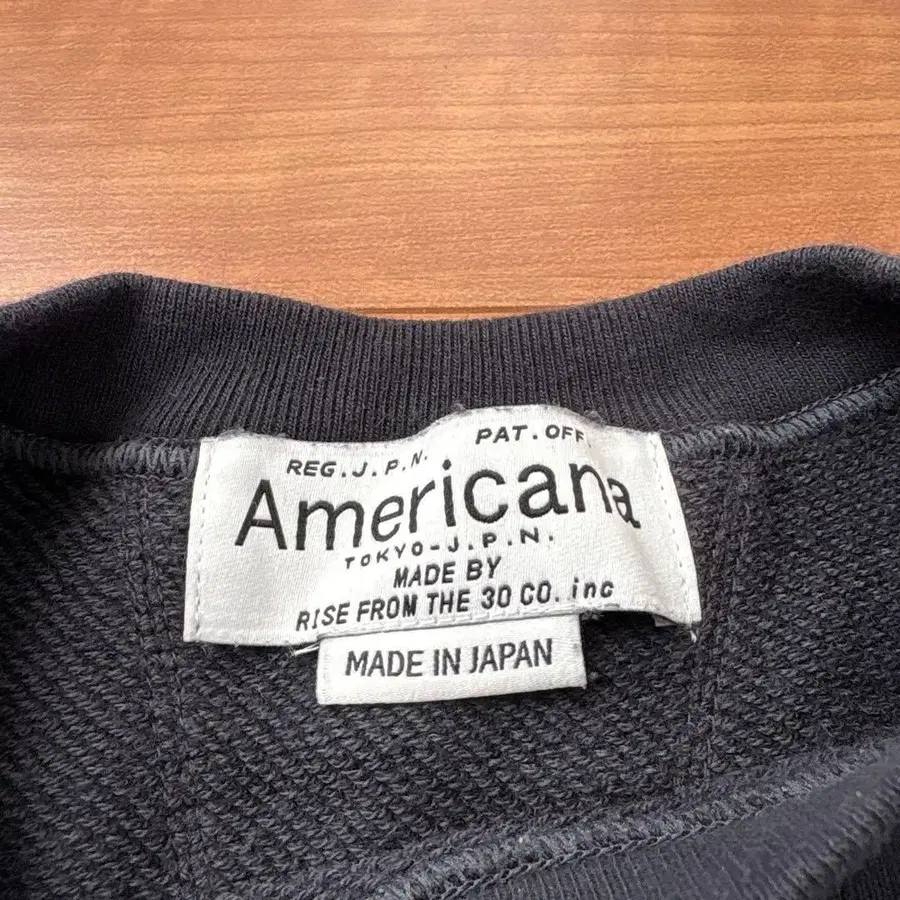 REG.J.P.N. PAT.OFF.
Americana
TOKYO-J.P.N.
MADE BY
RISE FROM THE 30 CO. inc
MADE IN JAPAN